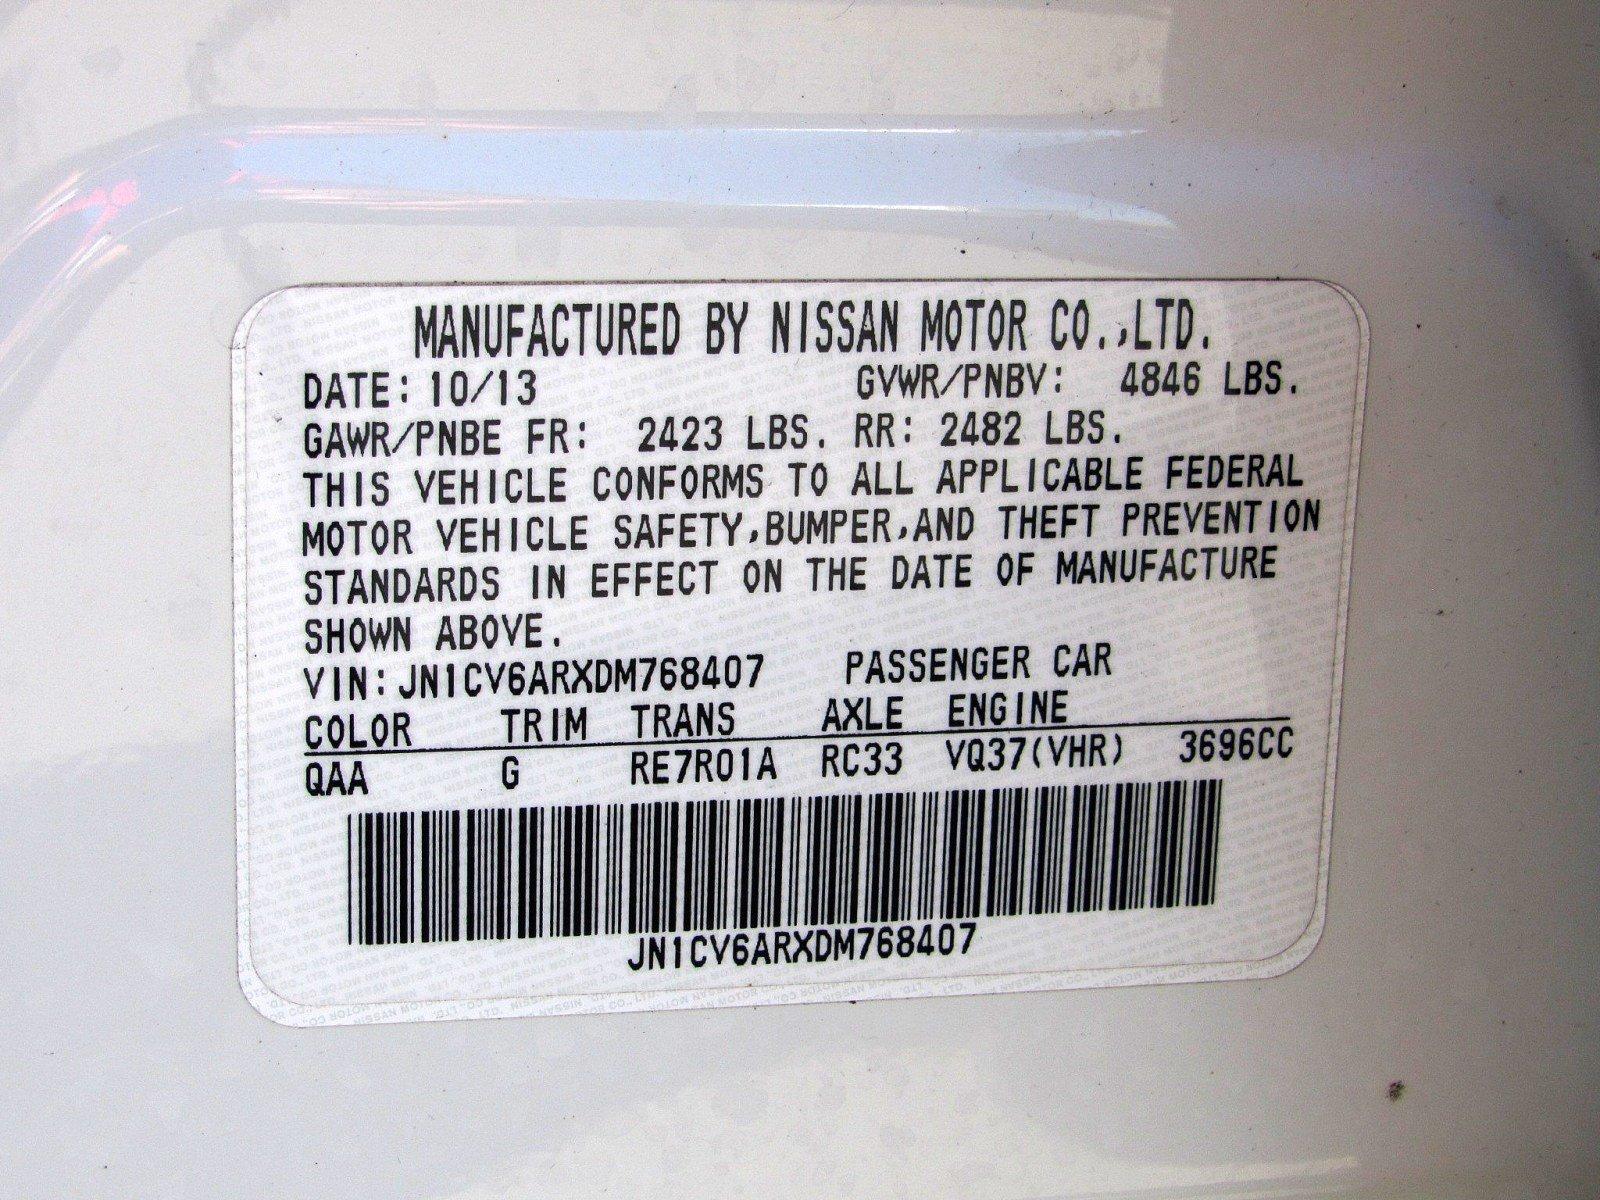 MANUFACTURED BY NISSAN MOTOR CO.,LTD.
DATE: 10/13 GVWR/PNBV: 4846 LBS.
GAWR/PNBE FR: 2423 LBS. RR: 2482 LBS.
THIS VEHICLE CONFORMS TO ALL APPLICABLE FEDERAL
MOTOR VEHICLE SAFETY,BUMPER,AND THEFT PREVENTION
STANDARDS IN EFFECT ON THE DATE OF MANUFACTURE
SHOWN ABOVE.
VIN: JN1CV6ARXDM768407 PASSENGER CAR
COLOR TRIM TRANS AXLE ENGINE
QAA G RE7R01A RC33 VQ37(VHR) 3696CC
JN1CV6ARXDM768407